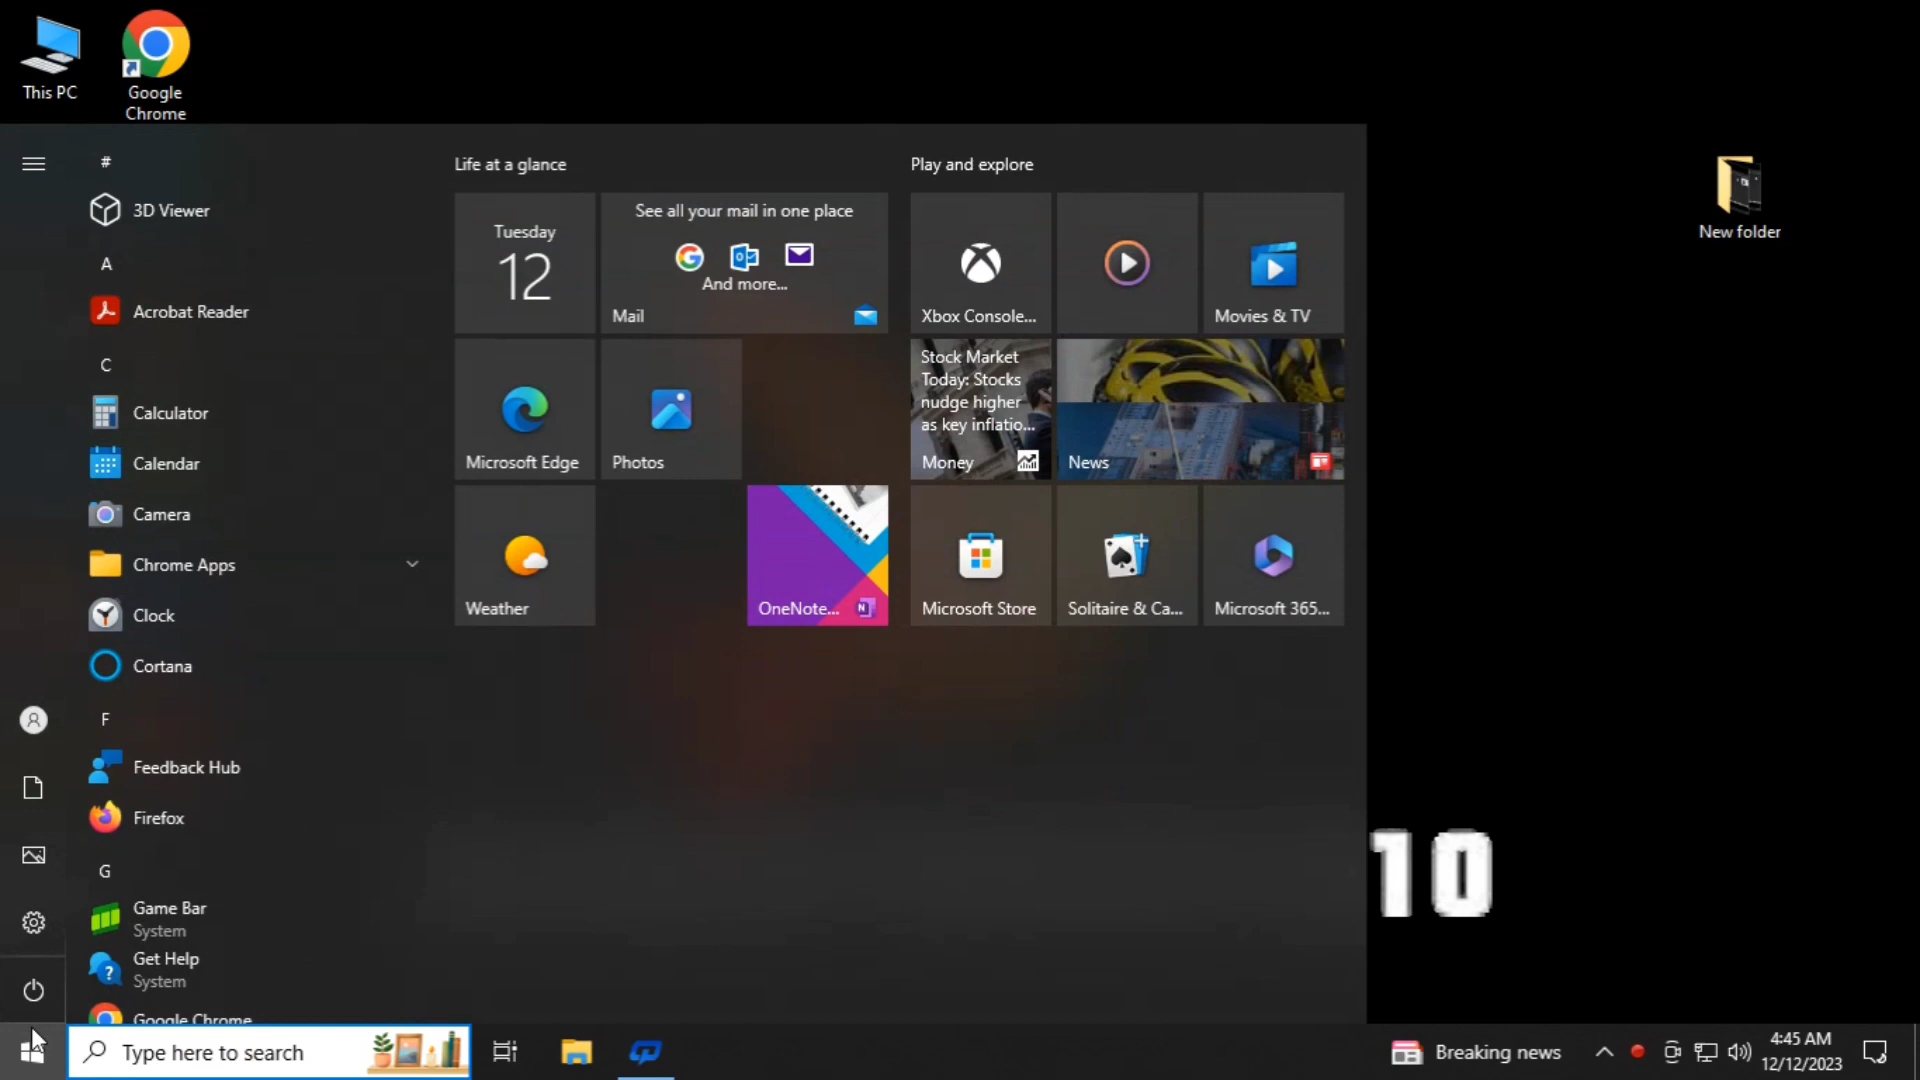 This PC
Google
Chrome
#
3D Viewer
A
Acrobat Reader
C
Calculator
Calendar
Camera
Chrome Apps
Clock
Cortana
F
Feedback Hub
Firefox
G
Game Bar
System
Get Help
System
Google Chrome
Life at a glance
Tuesday
12
See all your mail in one place
And more...
Mail
Microsoft Edge
Photos
Weather
OneNote...
Play and explore
Xbox Console...
Movies & TV
Stock Market
Today: Stocks
nudge higher
as key inflatio...
Money
News
Microsoft Store
Solitaire & Ca...
Microsoft 365...
New folder
10
Type here to search
Breaking news
4:45 AM
12/12/2023